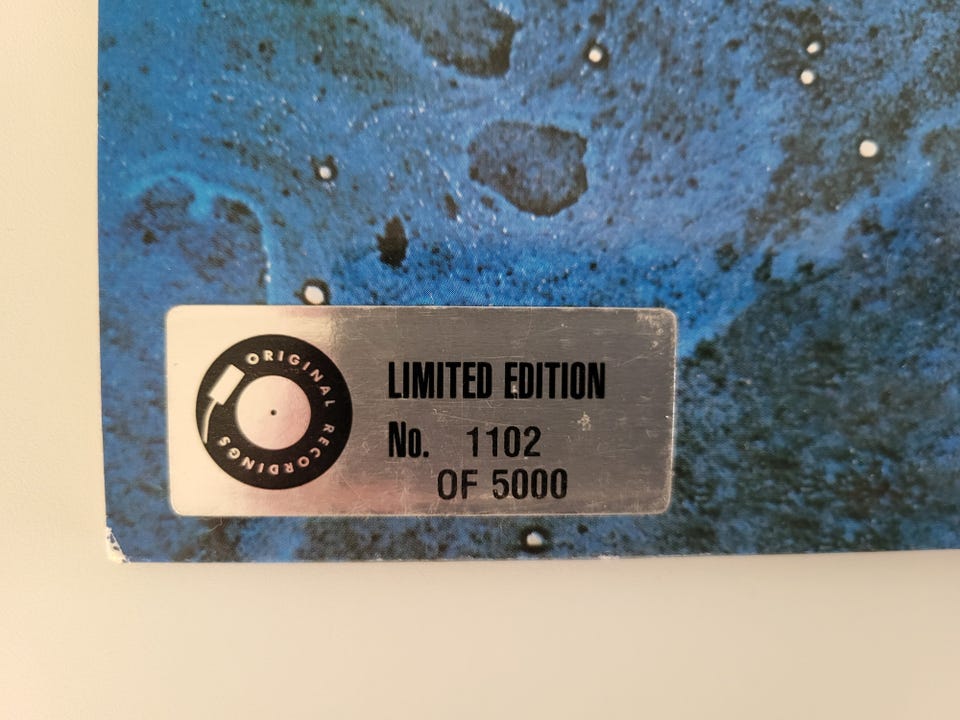 ORIGINAL RECORDINGS
LIMITED EDITION
No. 1102
OF 5000